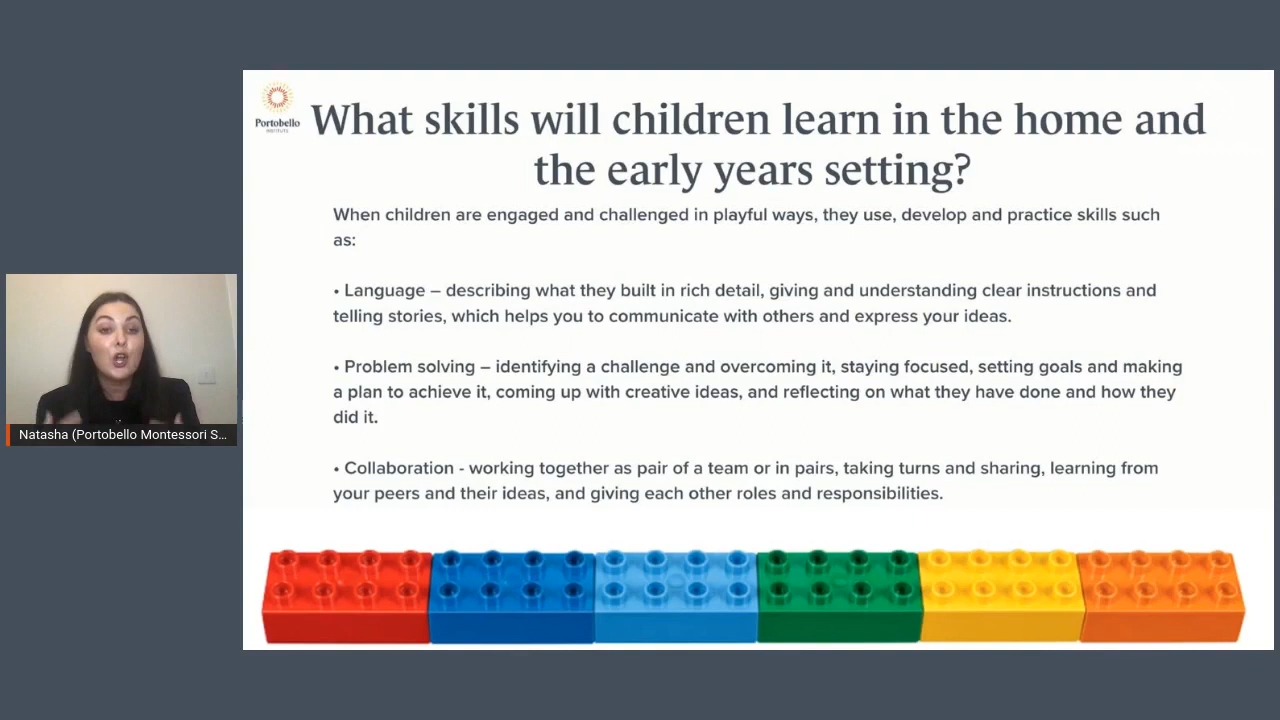 Portobello
INSTITUTE
What skills will children learn in the home and
the early years setting?
When children are engaged and challenged in playful ways, they use, develop and practice skills such
as:
• Language – describing what they built in rich detail, giving and understanding clear instructions and
telling stories, which helps you to communicate with others and express your ideas.
• Problem solving – identifying a challenge and overcoming it, staying focused, setting goals and making
a plan to achieve it, coming up with creative ideas, and reflecting on what they have done and how they
did it.
• Collaboration - working together as pair of a team or in pairs, taking turns and sharing, learning from
your peers and their ideas, and giving each other roles and responsibilities.
Natasha (Portobello Montessori S...